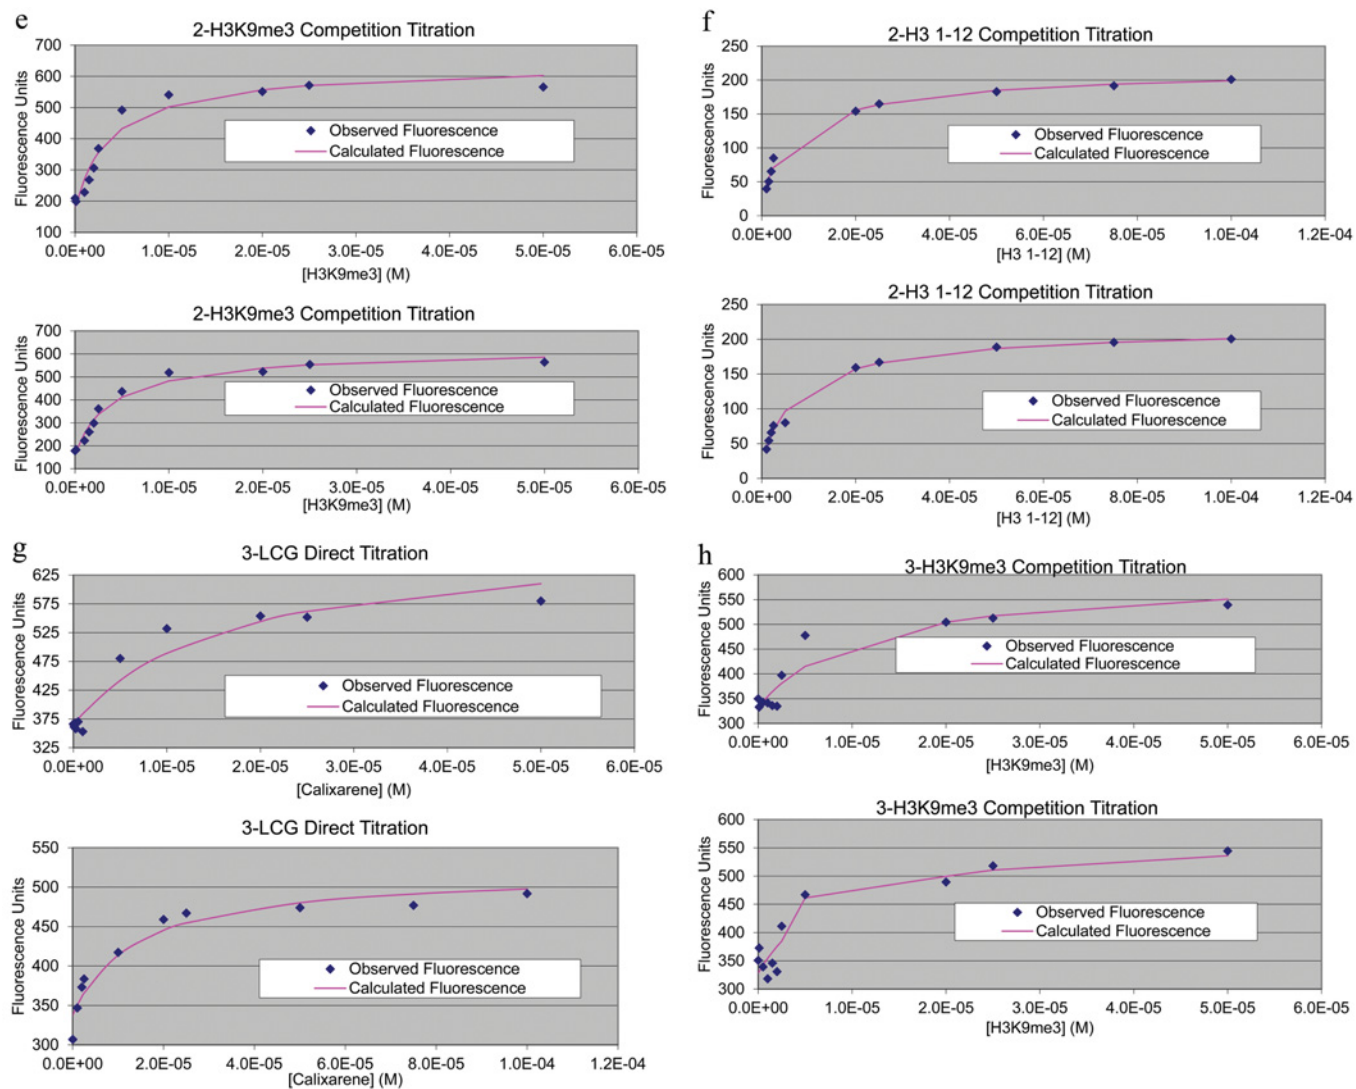 e
2-H3K9me3 Competition Titration
Fluorescence Units
700
600
500
400
300
200
100
Observed Fluorescence
Calculated Fluorescence
0.0E+00 1.0E-05 2.0E-05 3.0E-05 4.0E-05 5.0E-05 6.0E-05
[H3K9me3] (M)
2-H3K9me3 Competition Titration
Fluorescence Units
700
600
500
400
300
200
100
Observed Fluorescence
Calculated Fluorescence
0.0E+00 1.0E-05 2.0E-05 3.0E-05 4.0E-05 5.0E-05 6.0E-05
[H3K9me3] (M)
f
2-H3 1-12 Competition Titration
Fluorescence Units
250
200
150
100
50
0
Observed Fluorescence
Calculated Fluorescence
0.0E+00 2.0E-05 4.0E-05 6.0E-05 8.0E-05 1.0E-04 1.2E-04
[H3 1-12] (M)
2-H3 1-12 Competition Titration
Fluorescence Units
250
200
150
100
50
0
Observed Fluorescence
Calculated Fluorescence
0.0E+00 2.0E-05 4.0E-05 6.0E-05 8.0E-05 1.0E-04 1.2E-04
[H3 1-12] (M)
g
3-LCG Direct Titration
Fluorescence Units
625
575
525
475
425
375
325
Observed Fluorescence
Calculated Fluorescence
0.0E+00 1.0E-05 2.0E-05 3.0E-05 4.0E-05 5.0E-05 6.0E-05
[Calixarene] (M)
3-LCG Direct Titration
Fluorescence Units
550
500
450
400
350
300
Observed Fluorescence
Calculated Fluorescence
0.0E+00 2.0E-05 4.0E-05 6.0E-05 8.0E-05 1.0E-04 1.2E-04
[Calixarene] (M)
h
3-H3K9me3 Competition Titration
Fluorescence Units
600
550
500
450
400
350
300
Observed Fluorescence
Calculated Fluorescence
0.0E+00 1.0E-05 2.0E-05 3.0E-05 4.0E-05 5.0E-05 6.0E-05
[H3K9me3] (M)
3-H3K9me3 Competition Titration
Fluorescence Units
600
550
500
450
400
350
300
Observed Fluorescence
Calculated Fluorescence
0.0E+00 1.0E-05 2.0E-05 3.0E-05 4.0E-05 5.0E-05 6.0E-05
[H3K9me3] (M)